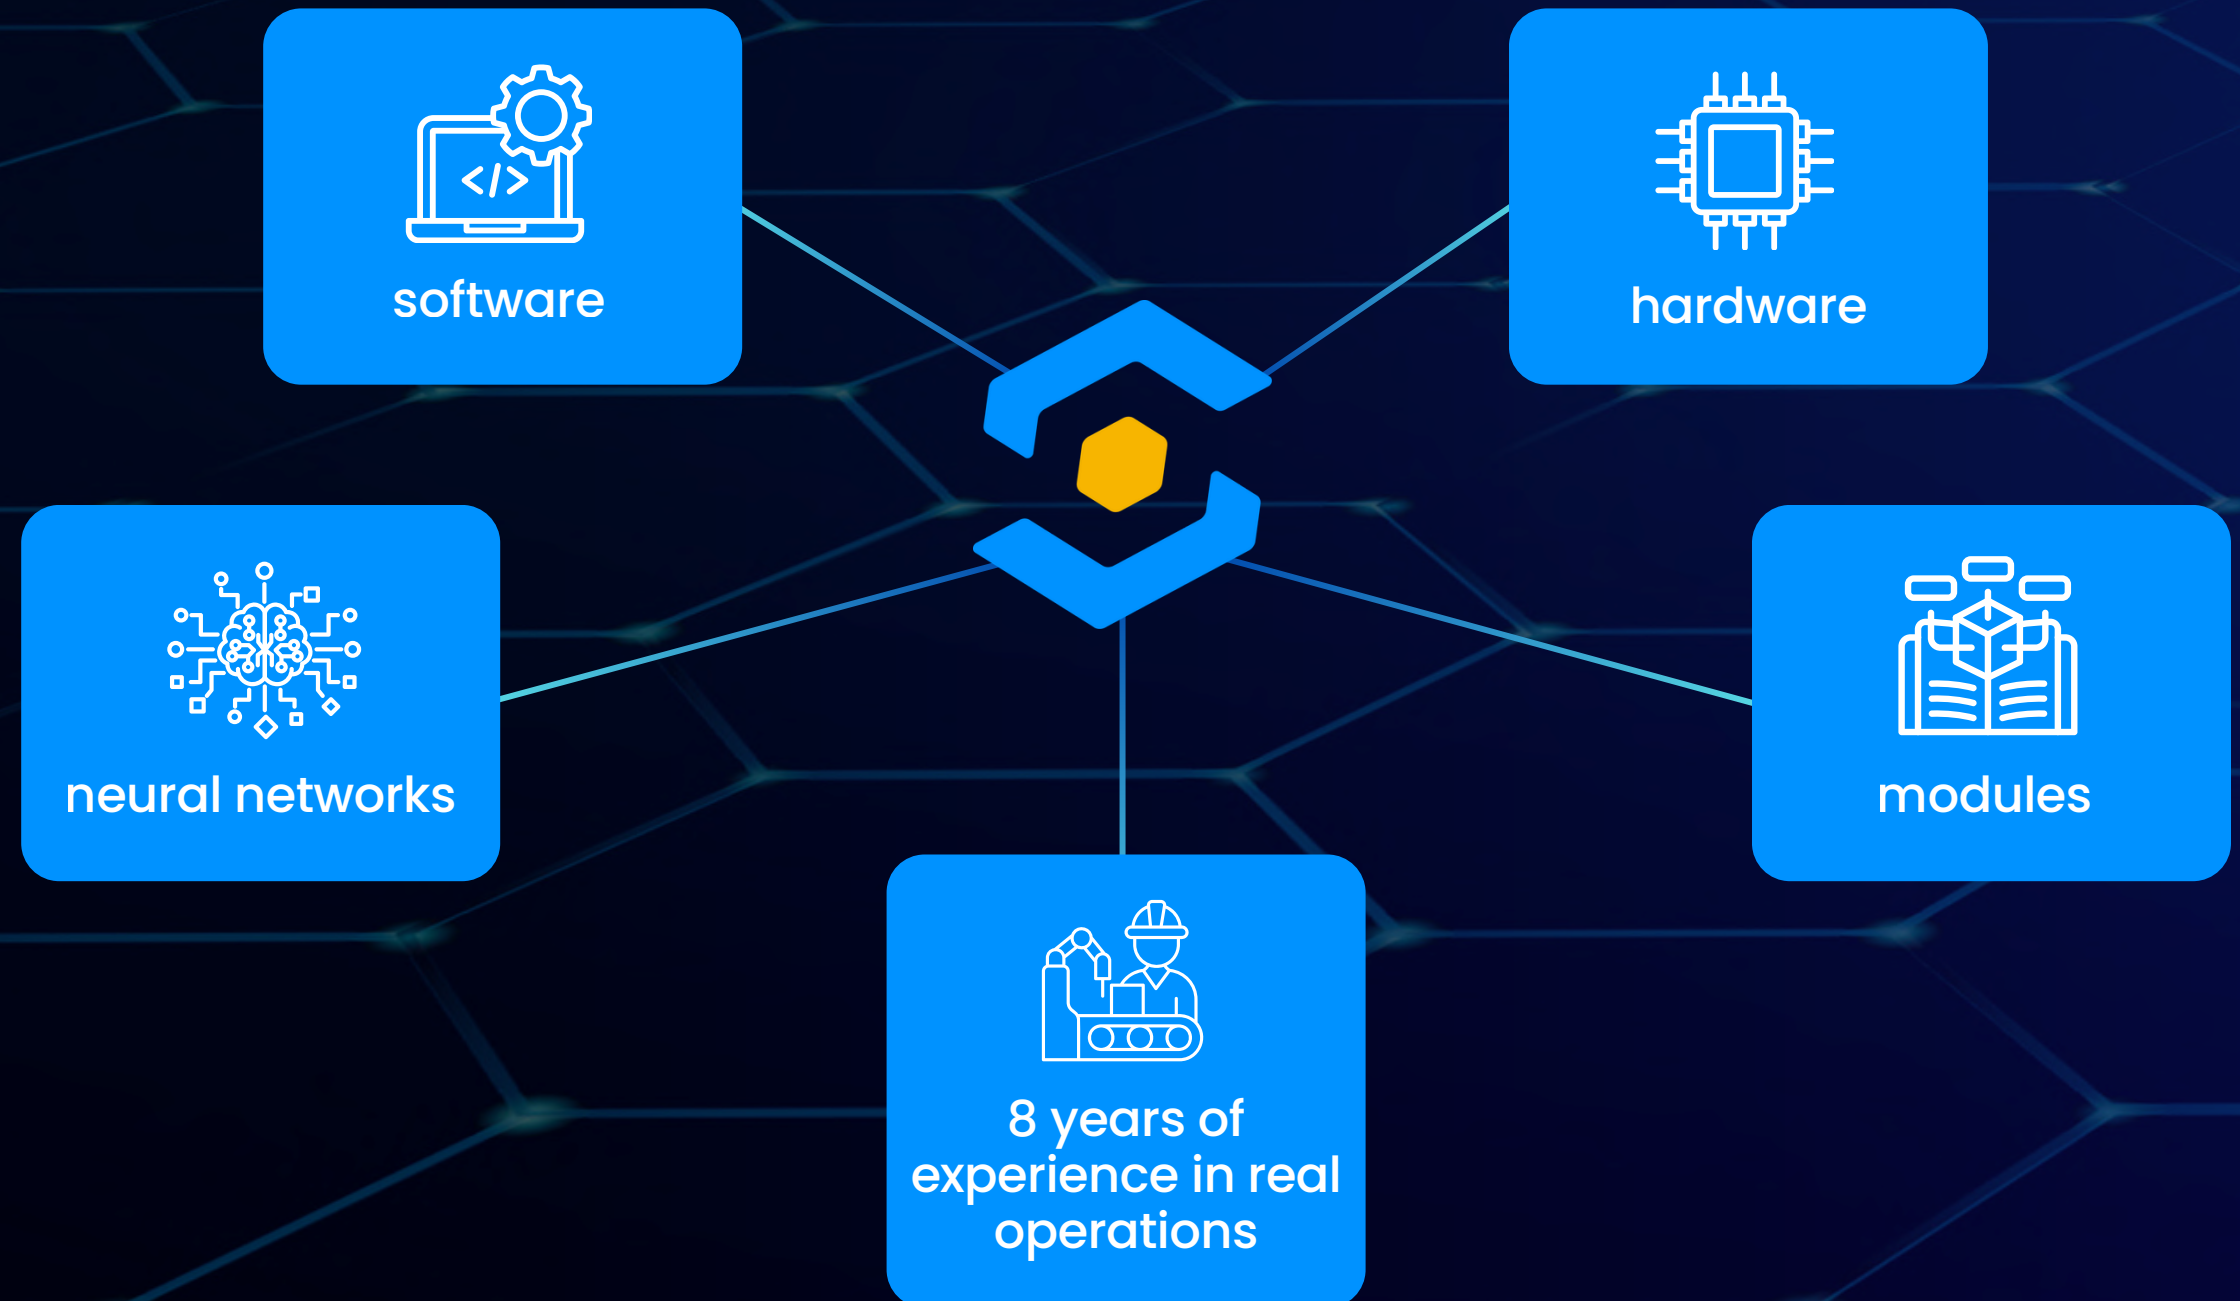 software
hardware
neural networks
modules
8 years of
experience in real
operations